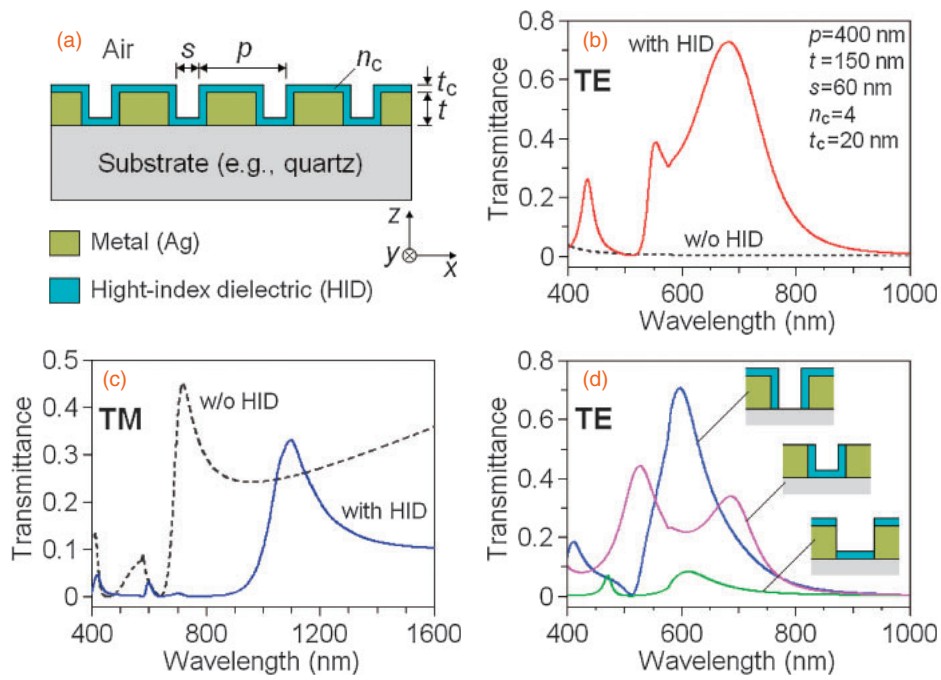 (a)
Air
s
p
n_c
t_c
t
Substrate (e.g., quartz)
z
y
x
Metal (Ag)
Hight-index dielectric (HID)
(b)
TE
with HID
w/o HID
p=400 nm
t=150 nm
s=60 nm
n_c=4
t_c=20 nm
Transmittance
0.8
0.6
0.4
0.2
0
400
600
800
1000
Wavelength (nm)
(c)
TM
w/o HID
with HID
Transmittance
0.5
0.4
0.3
0.2
0.1
0
400
800
1200
1600
Wavelength (nm)
(d)
TE
Transmittance
0.8
0.6
0.4
0.2
0
400
600
800
1000
Wavelength (nm)